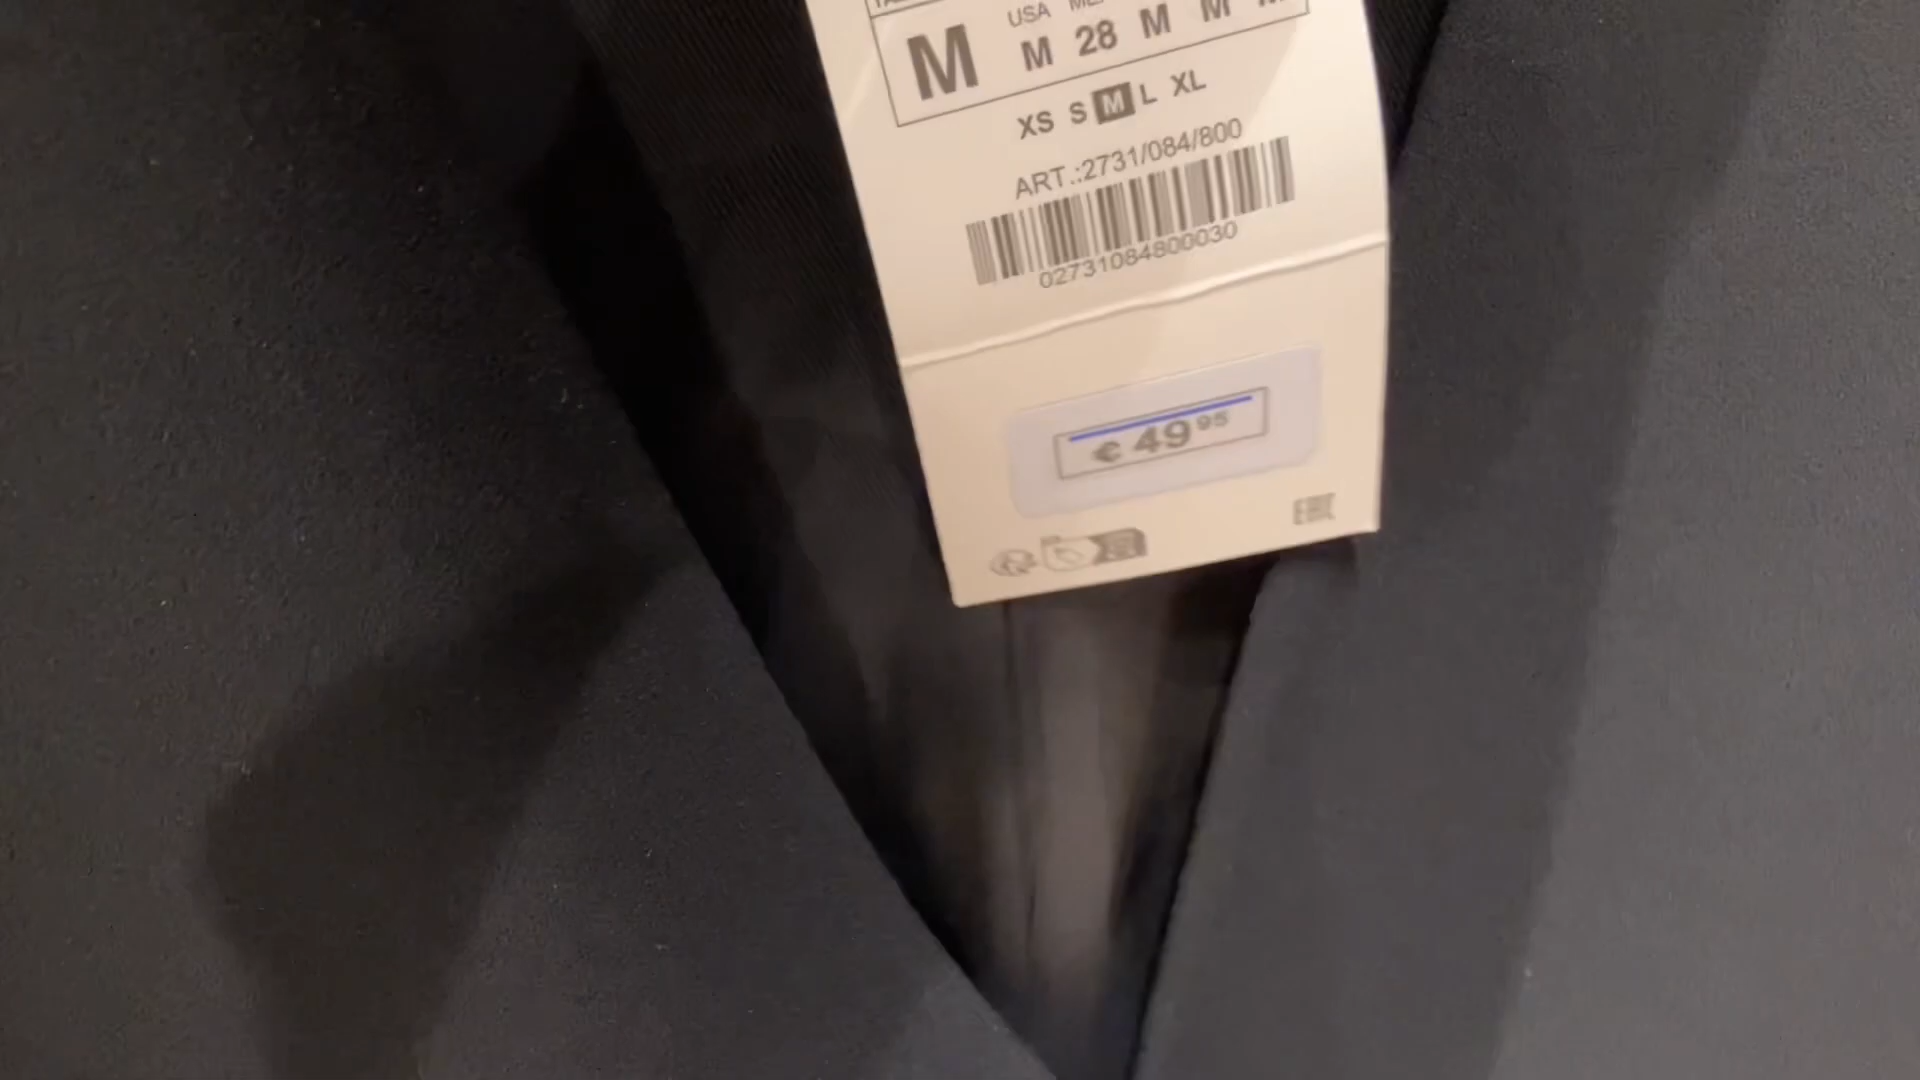 USA
M M 28 M M
XS S M L XL
ART.:2731/084/800
02731084800030
€ 49 95
EAC